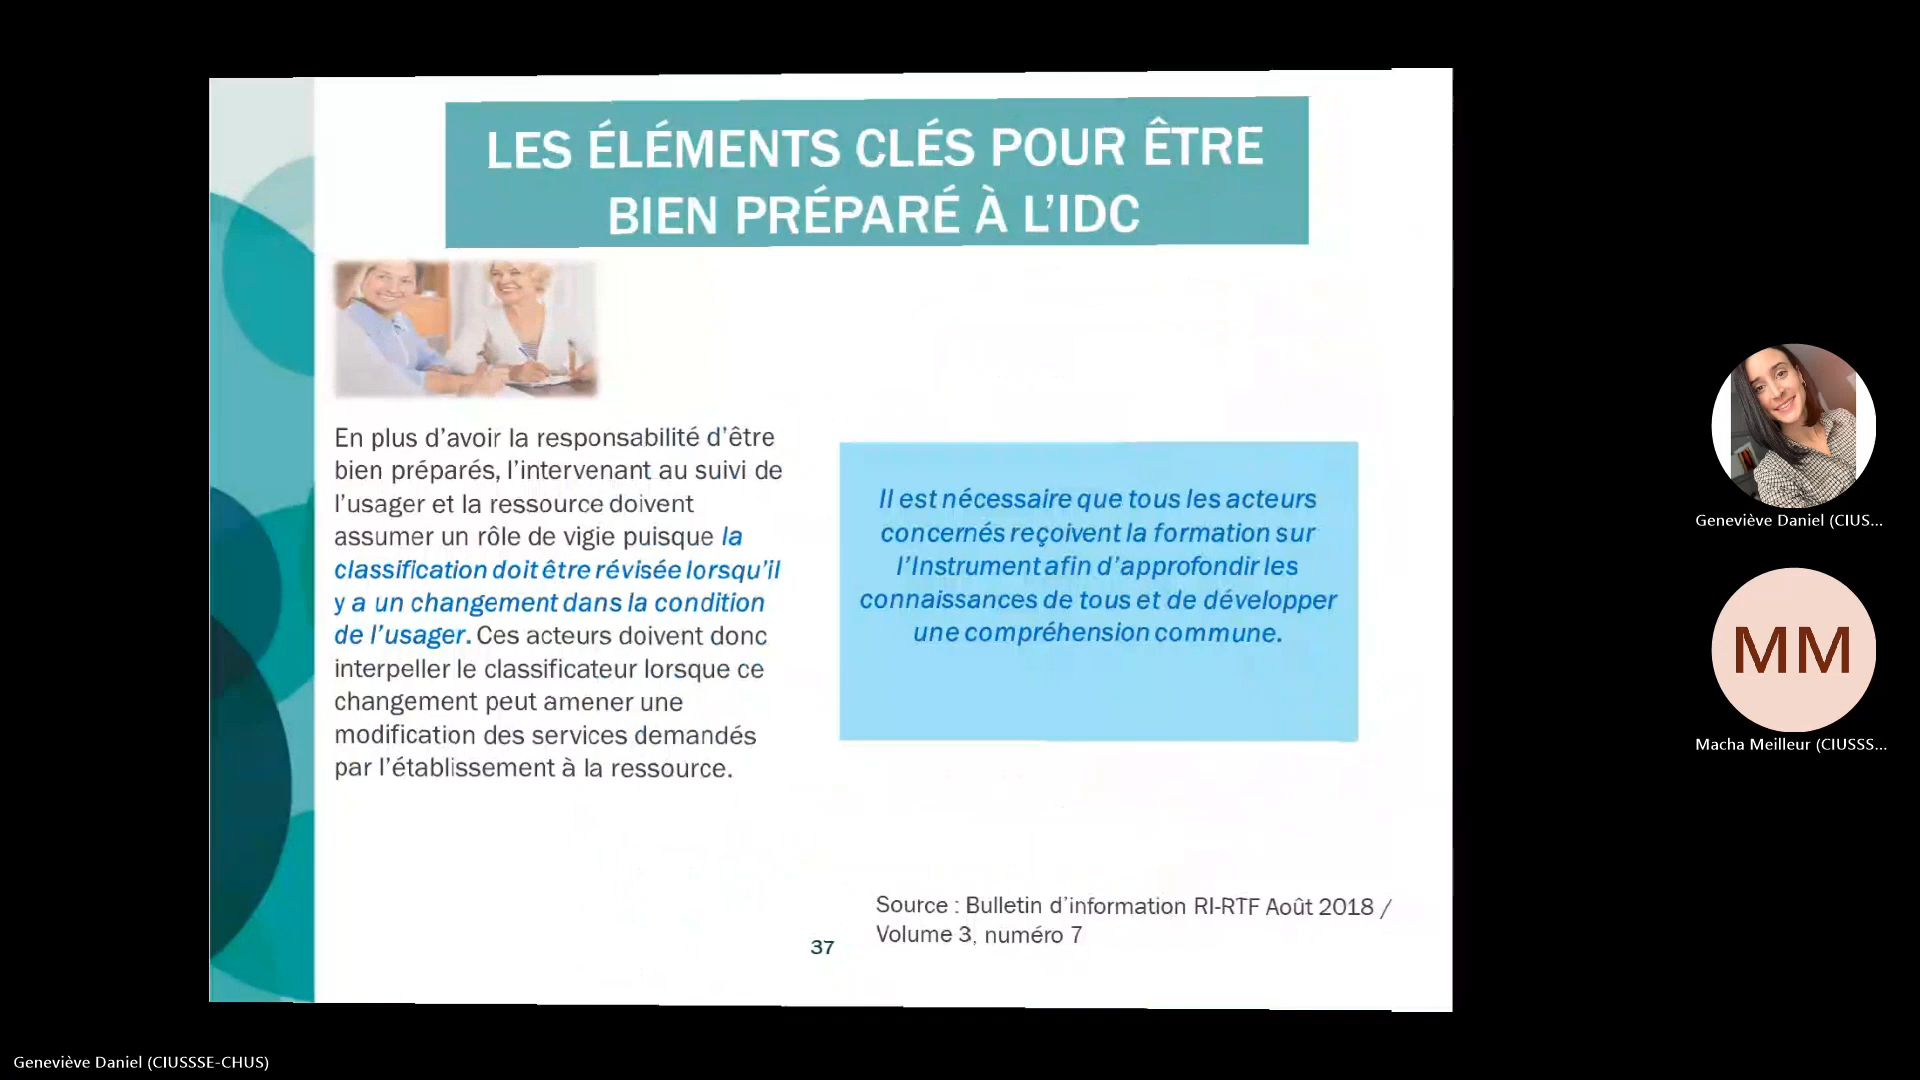 LES ÉLÉMENTS CLÉS POUR ÊTRE
BIEN PRÉPARÉ À L'IDC
En plus d'avoir la responsabilité d'être
bien préparés, l'intervenant au suivi de
l'usager et la ressource doivent
assumer un rôle de vigie puisque la
classification doit être révisée lorsqu'il
y a un changement dans la condition
de l'usager. Ces acteurs doivent donc
interpeller le classificateur lorsque ce
changement peut amener une
modification des services demandés
par l'établissement à la ressource.
Il est nécessaire que tous les acteurs
concernés reçoivent la formation sur
l'Instrument afin d'approfondir les
connaissances de tous et de développer
une compréhension commune.
Source : Bulletin d'information RI-RTF Août 2018 /
Volume 3, numéro 7
37
Geneviève Daniel (CIUS...
MM
Macha Meilleur (CIUSSS...
Geneviève Daniel (CIUSSSE-CHUS)